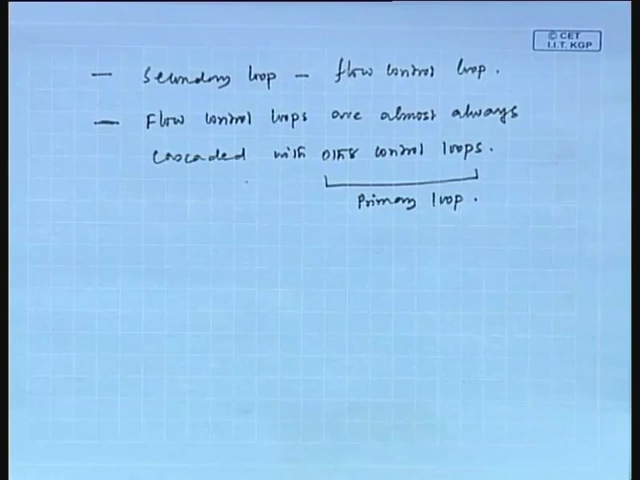 © CET
I.I.T. KGP
— Secondary loop — flow control loop.
— Flow control loops are almost always
cascaded with other control loops.
Primary loop.